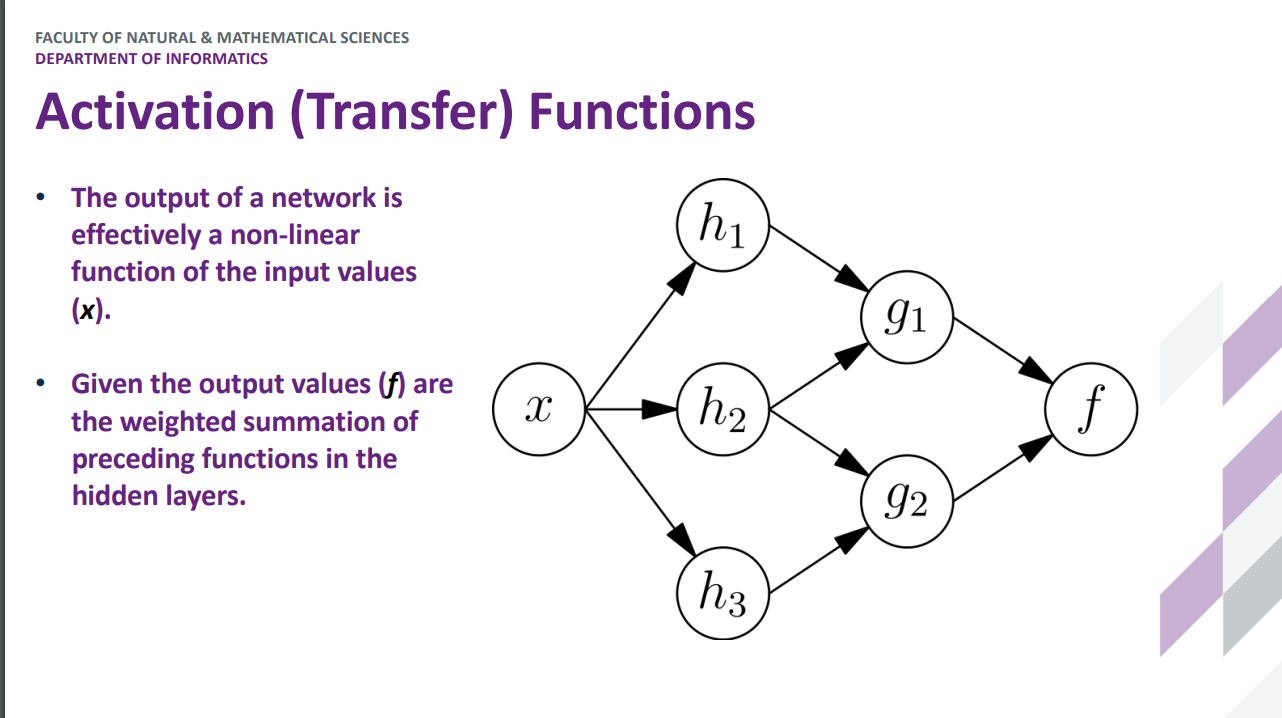 FACULTY OF NATURAL & MATHEMATICAL SCIENCES
DEPARTMENT OF INFORMATICS
Activation (Transfer) Functions
• The output of a network is
effectively a non-linear
function of the input values
(x).
• Given the output values (f) are
the weighted summation of
preceding functions in the
hidden layers.
h₁
g₁
x
h₂
f
g₂
h₃